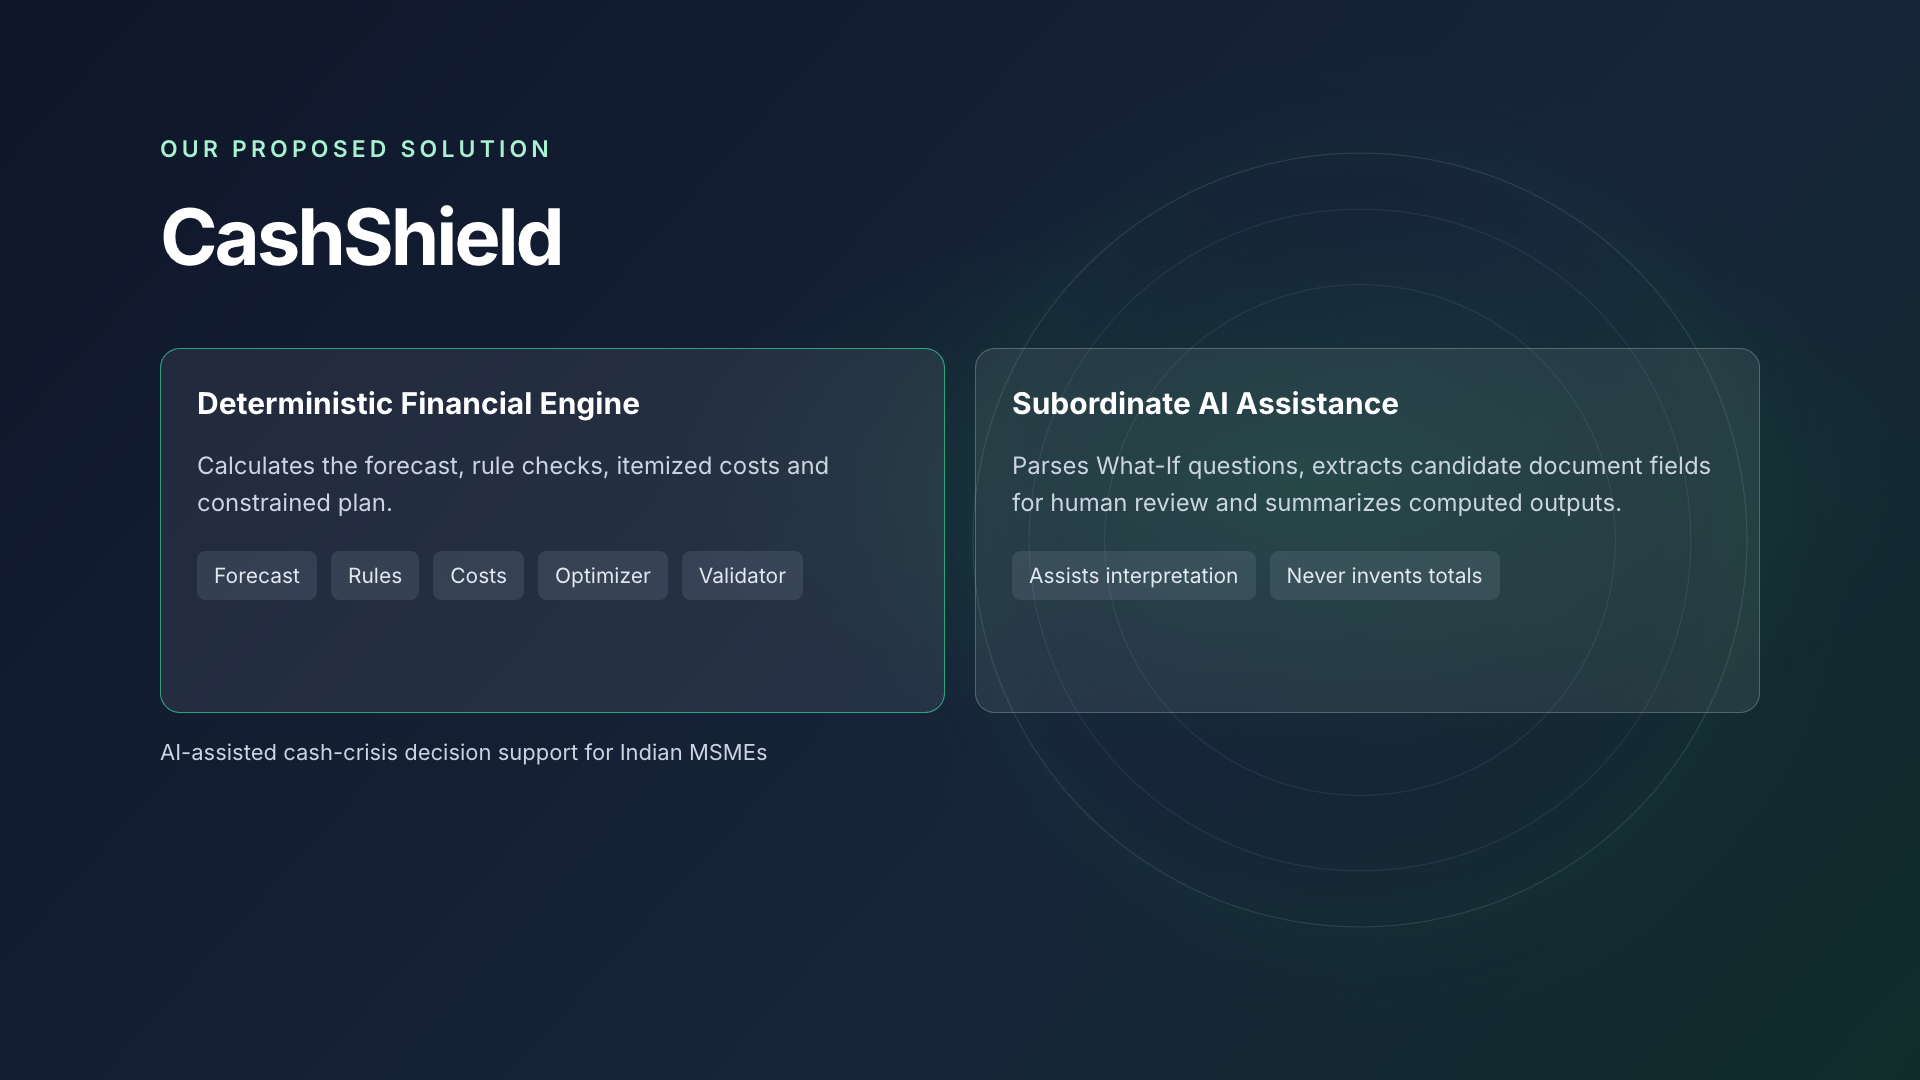 OUR PROPOSED SOLUTION
CashShield
Deterministic Financial Engine
Calculates the forecast, rule checks, itemized costs and
constrained plan.
Forecast Rules Costs Optimizer Validator
Subordinate AI Assistance
Parses What-If questions, extracts candidate document fields
for human review and summarizes computed outputs.
Assists interpretation Never invents totals
AI-assisted cash-crisis decision support for Indian MSMEs